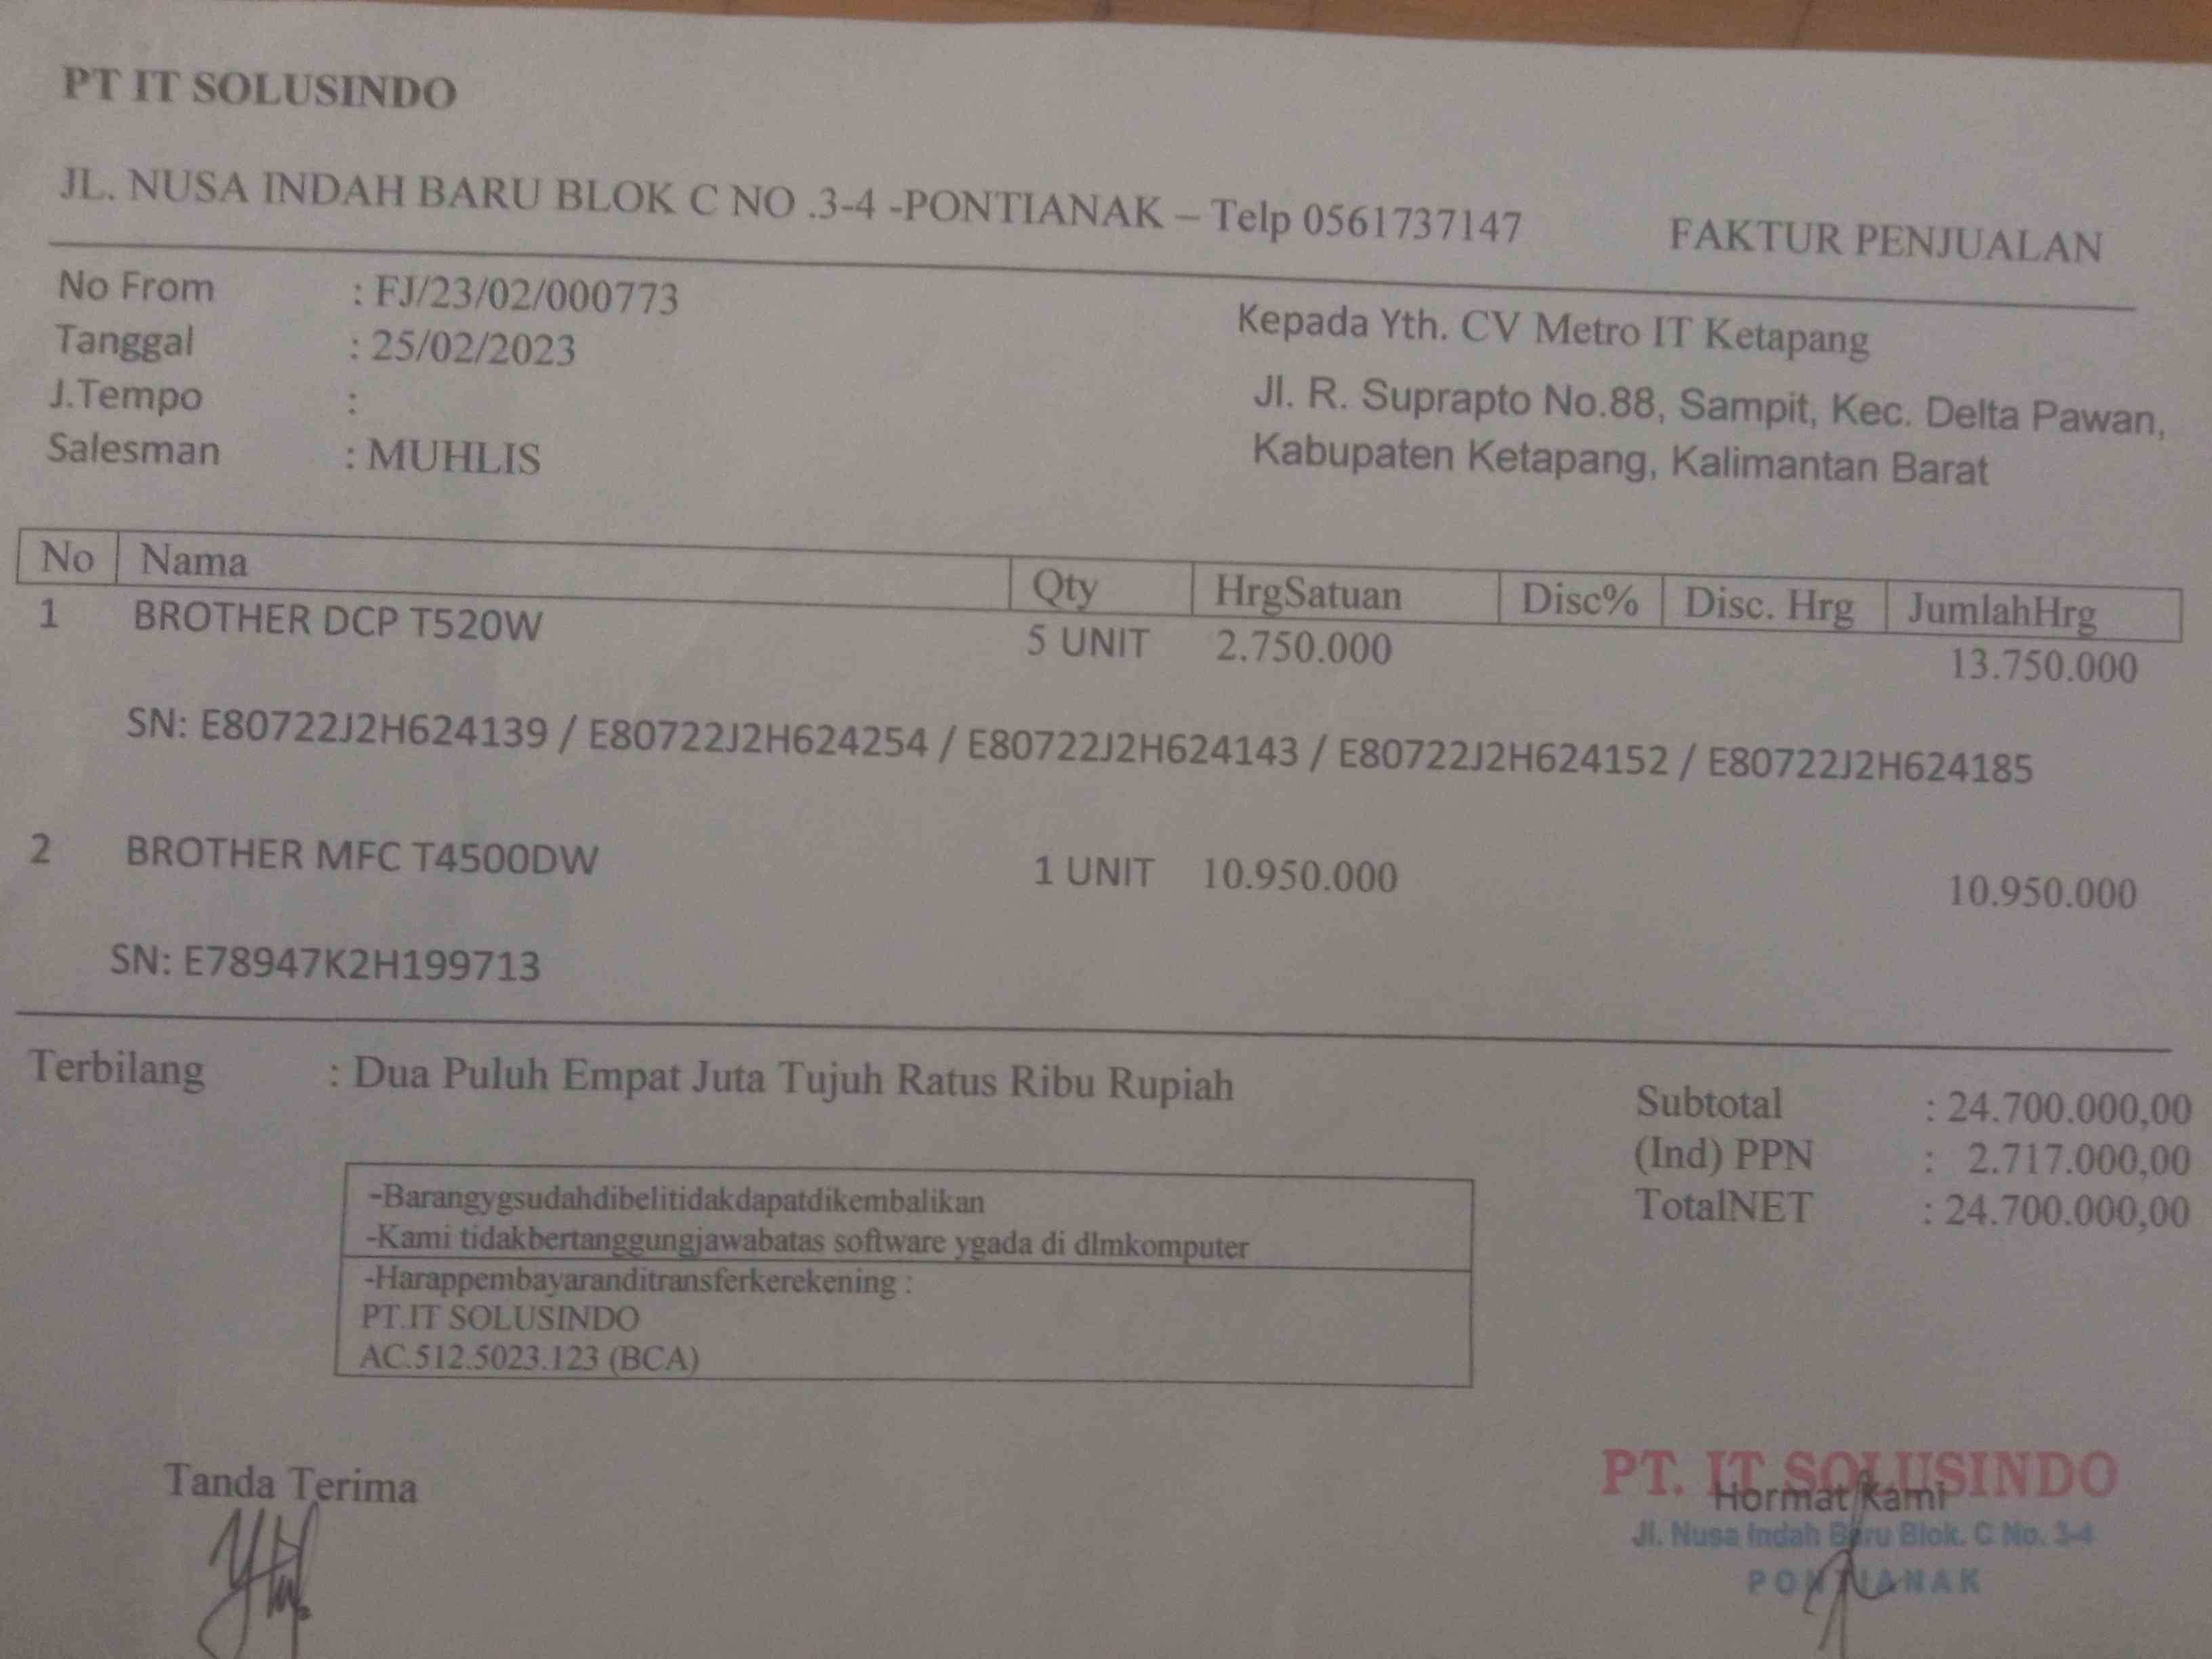 PT IT SOLUSINDO
JL. NUSA INDAH BARU BLOK C NO .3-4 -PONTIANAK – Telp 0561737147 FAKTUR PENJUALAN
No From : FJ/23/02/000773
Tanggal : 25/02/2023
J.Tempo :
Salesman : MUHLIS
Kepada Yth. CV Metro IT Ketapang
Jl. R. Suprapto No.88, Sampit, Kec. Delta Pawan,
Kabupaten Ketapang, Kalimantan Barat
No Nama Qty HrgSatuan Disc% Disc. Hrg JumlahHrg
1 BROTHER DCP T520W 5 UNIT 2.750.000 13.750.000
SN: E80722J2H624139 / E80722J2H624254 / E80722J2H624143 / E80722J2H624152 / E80722J2H624185
2 BROTHER MFC T4500DW 1 UNIT 10.950.000 10.950.000
SN: E78947K2H199713
Terbilang : Dua Puluh Empat Juta Tujuh Ratus Ribu Rupiah
Subtotal : 24.700.000,00
(Ind) PPN : 2.717.000,00
TotalNET : 24.700.000,00
-Barangygsudahdibelitidakdapatdikembalikan
-Kami tidakbertanggungjawabatas software ygada di dlmkomputer
-Harappembayaranditransferkerekening :
PT.IT SOLUSINDO
AC.512.5023.123 (BCA)
Tanda Terima
PT. IT SOLUSINDO
Hormat Kami
Jl. Nusa Indah Baru Blok. C No. 3-4
PONTIANAK